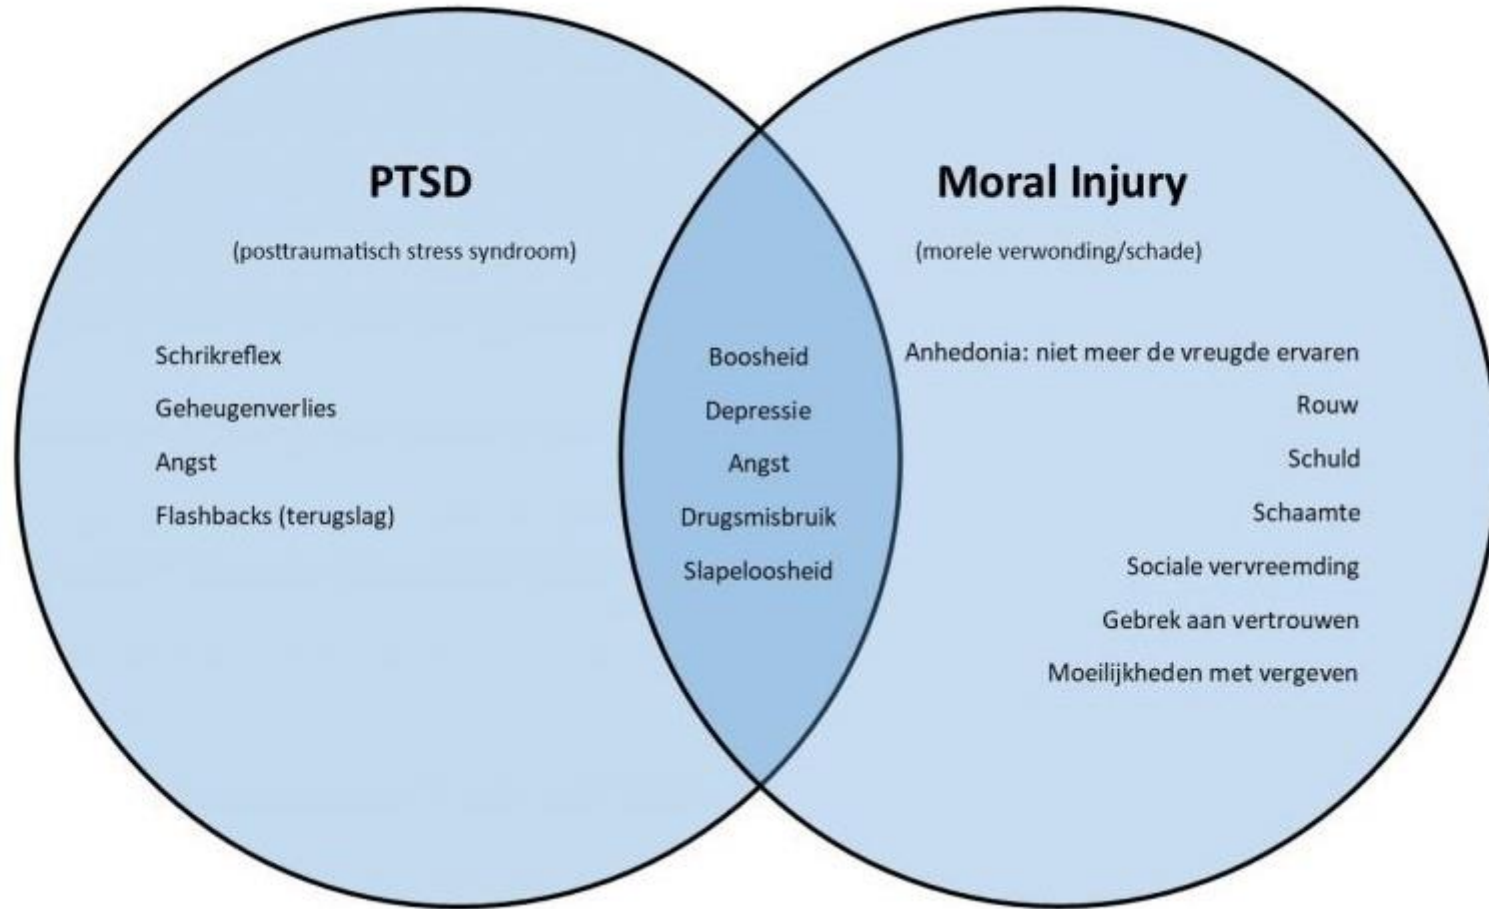 PTSD
(posttraumatisch stress syndroom)
Schrikreflex
Geheugenverlies
Angst
Flashbacks (terugslag)
Boosheid
Depressie
Angst
Drugsmisbruik
Slapeloosheid
Moral Injury
(morele verwonding/schade)
Anhedonia: niet meer de vreugde ervaren
Rouw
Schuld
Schaamte
Sociale vervreemding
Gebrek aan vertrouwen
Moeilijkheden met vergeven